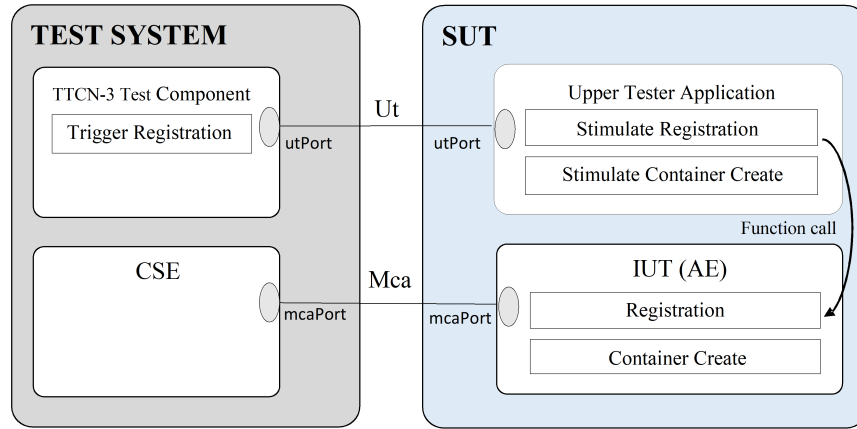 TEST SYSTEM
TTCN-3 Test Component
Trigger Registration
utPort
CSE
mcaPort
Ut
Mca
SUT
Upper Tester Application
utPort
Stimulate Registration
Stimulate Container Create
Function call
IUT (AE)
mcaPort
Registration
Container Create